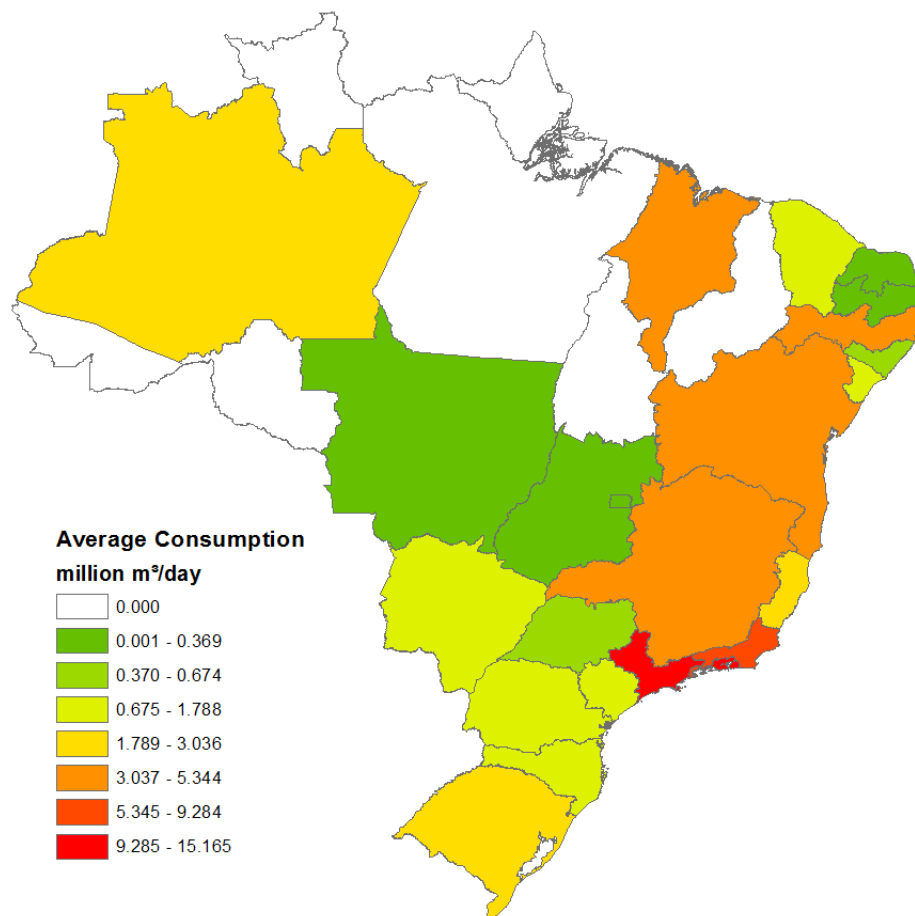 Average Consumption
million m³/day
0.000
0.001 - 0.369
0.370 - 0.674
0.675 - 1.788
1.789 - 3.036
3.037 - 5.344
5.345 - 9.284
9.285 - 15.165